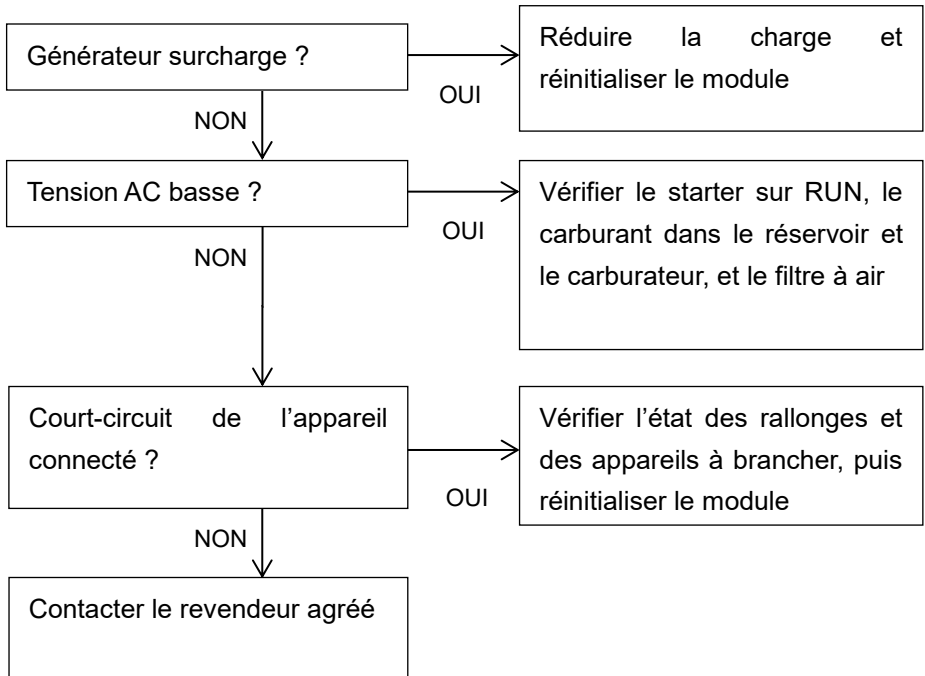 Générateur surcharge ?
OUI
Réduire la charge et
réinitialiser le module
NON
Tension AC basse ?
OUI
Vérifier le starter sur RUN, le
carburant dans le réservoir et
le carburateur, et le filtre à air
NON
Court-circuit de l’appareil
connecté ?
OUI
Vérifier l’état des rallonges et
des appareils à brancher, puis
réinitialiser le module
NON
Contacter le revendeur agréé